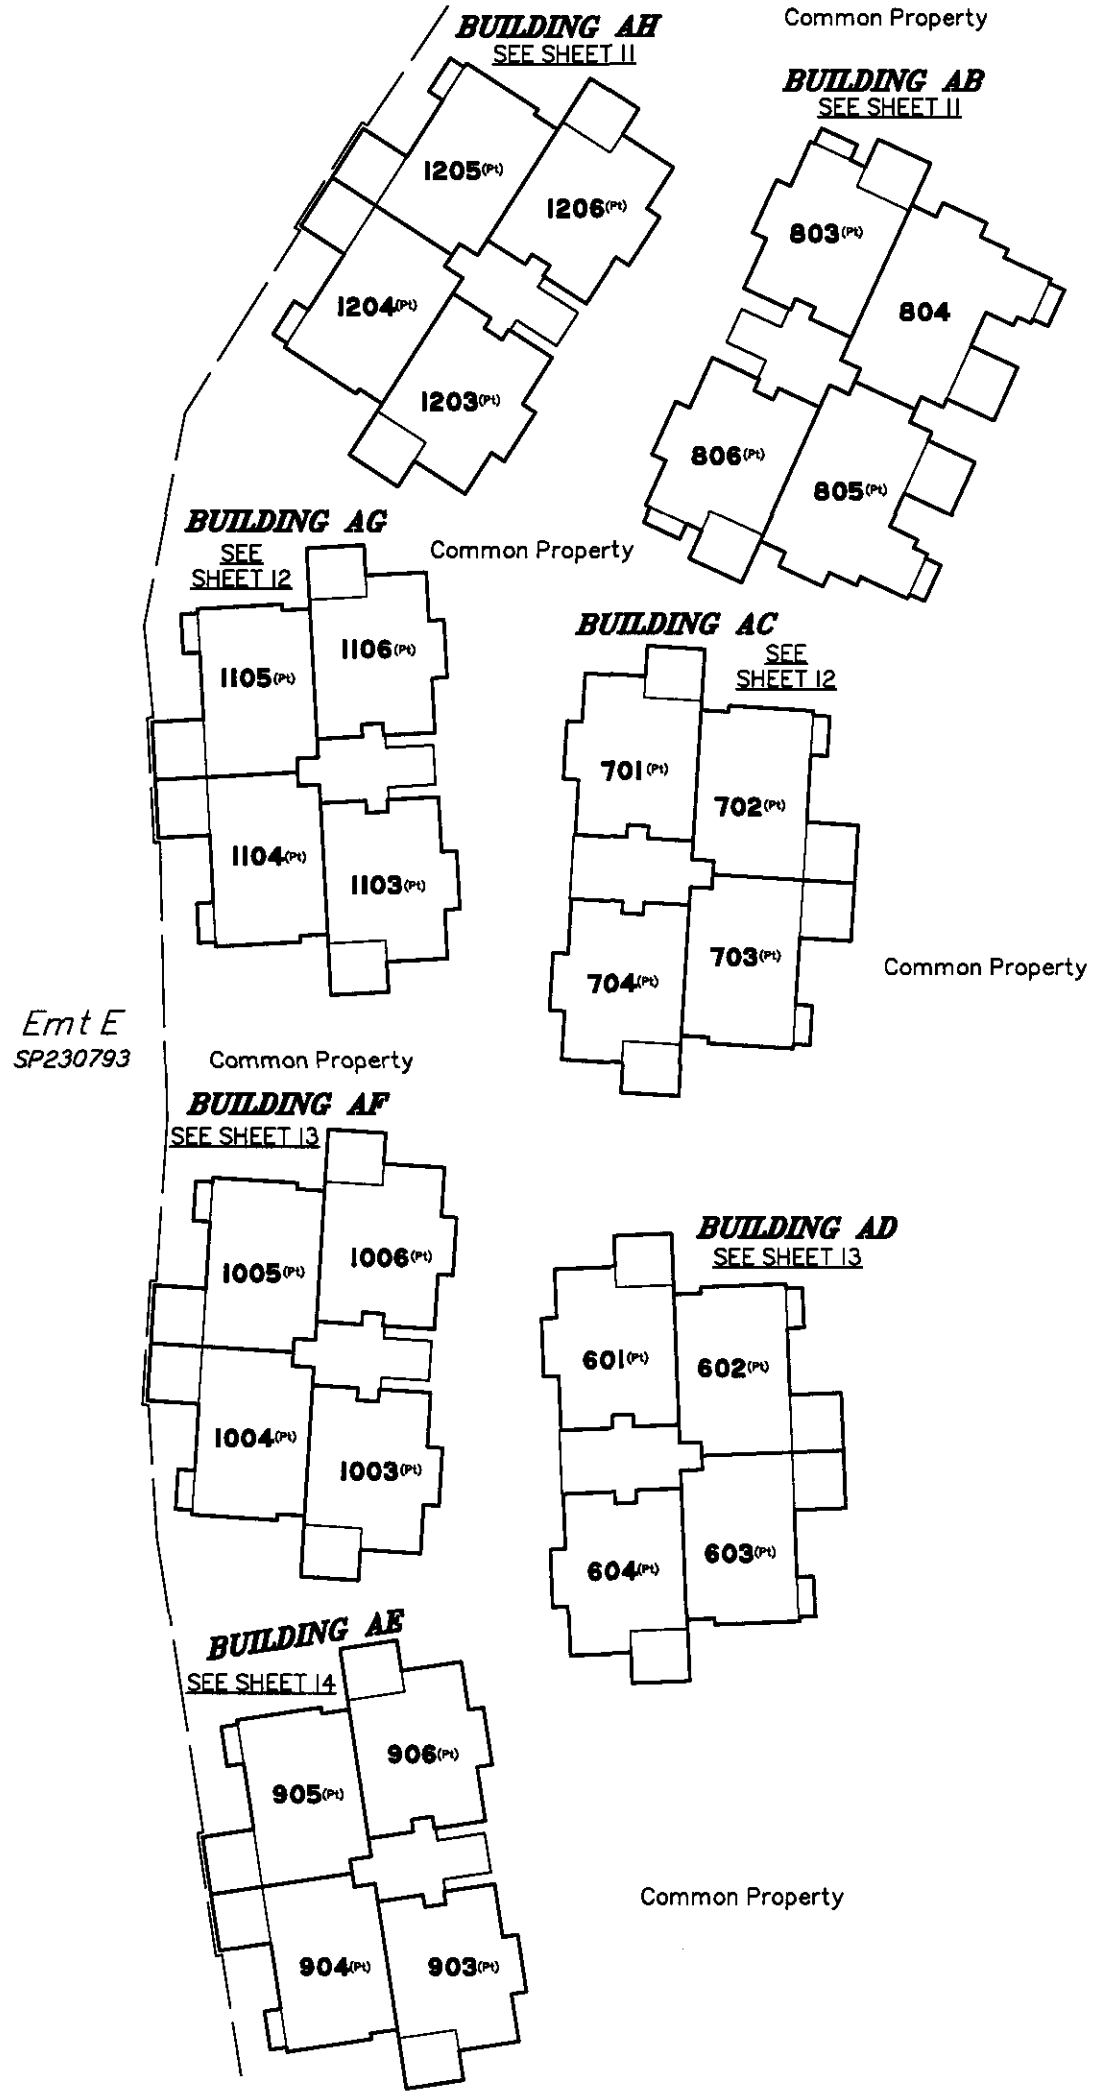 BUILDING AH
SEE SHEET 11
Common Property
BUILDING AB
SEE SHEET 11
1205(Pt)
1206(Pt)
803(Pt)
1204(Pt)
804
1203(Pt)
806(Pt)
805(Pt)
BUILDING AG
SEE
SHEET 12
Common Property
BUILDING AC
SEE
SHEET 12
1106(Pt)
1105(Pt)
701(Pt)
702(Pt)
1104(Pt)
1103(Pt)
703(Pt)
704(Pt)
Common Property
Emt E
SP230793
Common Property
BUILDING AF
SEE SHEET 13
BUILDING AD
SEE SHEET 13
1006(Pt)
1005(Pt)
601(Pt)
602(Pt)
1004(Pt)
1003(Pt)
603(Pt)
604(Pt)
BUILDING AE
SEE SHEET 14
906(Pt)
905(Pt)
Common Property
904(Pt)
903(Pt)